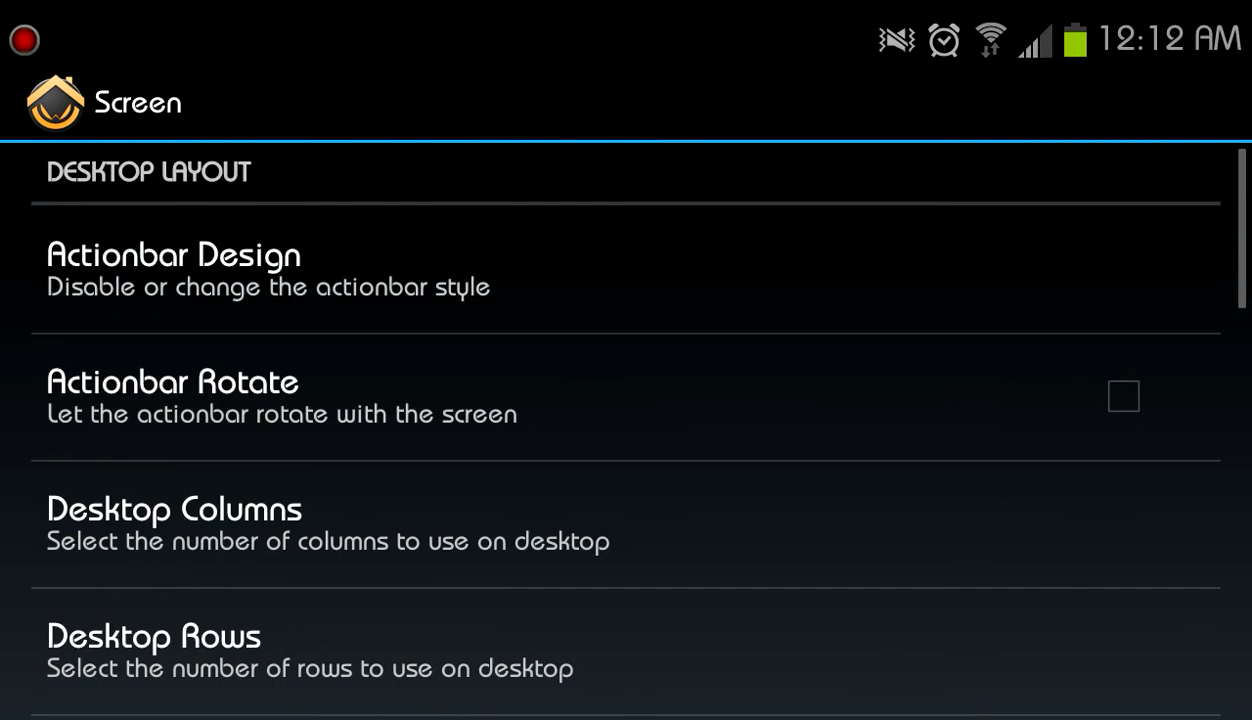 12:12 AM
Screen
DESKTOP LAYOUT
Actionbar Design
Disable or change the actionbar style
Actionbar Rotate
Let the actionbar rotate with the screen
Desktop Columns
Select the number of columns to use on desktop
Desktop Rows
Select the number of rows to use on desktop